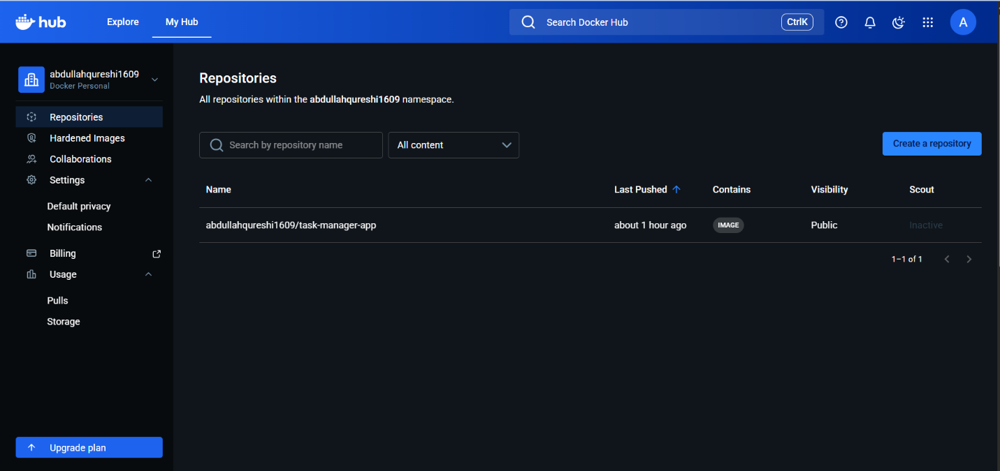 hub Explore My Hub Search Docker Hub CtrlK A
abdullahqureshi1609
Docker Personal
Repositories
Hardened Images
Collaborations
Settings
Default privacy
Notifications
Billing
Usage
Pulls
Storage
Upgrade plan
Repositories
All repositories within the abdullahqureshi1609 namespace.
Search by repository name All content Create a repository
Name Last Pushed Contains Visibility Scout
abdullahqureshi1609/task-manager-app about 1 hour ago IMAGE Public Inactive
1–1 of 1